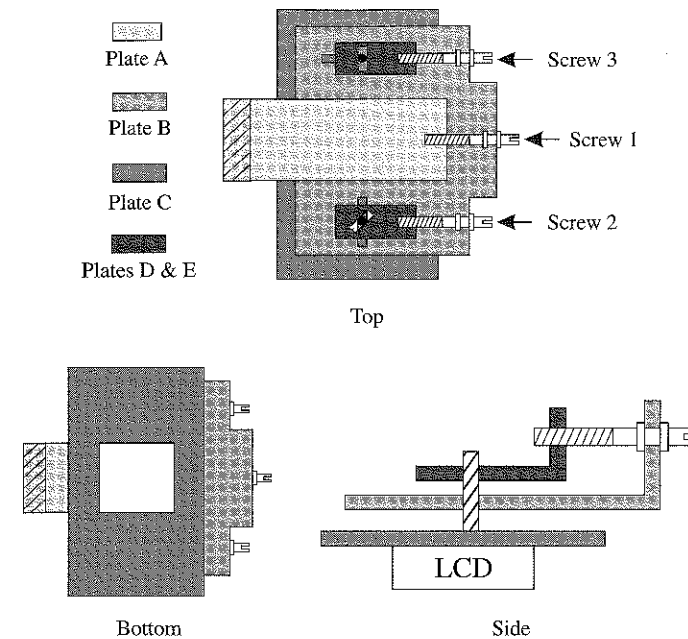 Plate A
Plate B
Plate C
Plates D & E
Screw 3
Screw 1
Screw 2
Top
LCD
Bottom
Side